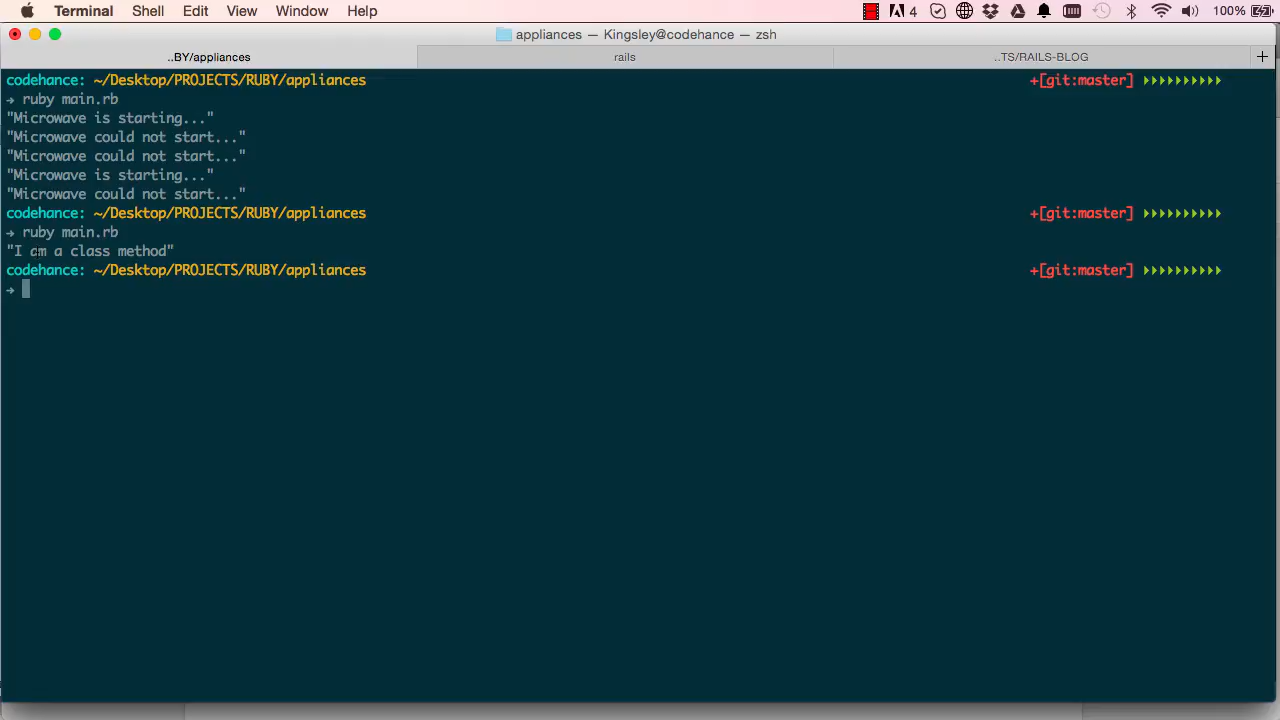 Terminal Shell Edit View Window Help 4 100%
appliances — Kingsley@codehance — zsh
..BY/appliances rails ..TS/RAILS-BLOG +
codehance: ~/Desktop/PROJECTS/RUBY/appliances +[git:master]
→ ruby main.rb
"Microwave is starting..."
"Microwave could not start..."
"Microwave could not start..."
"Microwave is starting..."
"Microwave could not start..."
codehance: ~/Desktop/PROJECTS/RUBY/appliances +[git:master]
→ ruby main.rb
"I am a class method"
codehance: ~/Desktop/PROJECTS/RUBY/appliances +[git:master]
→